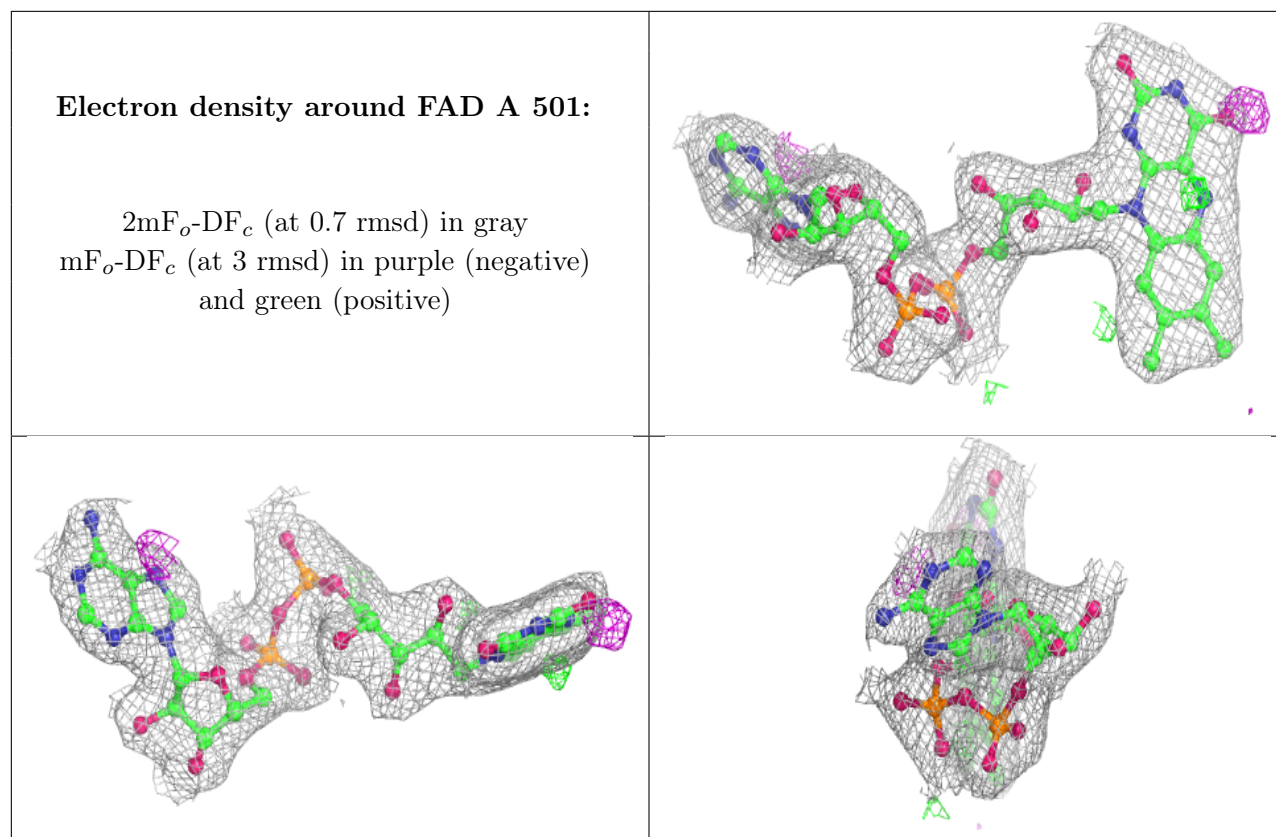 Electron density around FAD A 501:
2mFo-DFc (at 0.7 rmsd) in gray
mFo-DFc (at 3 rmsd) in purple (negative)
and green (positive)